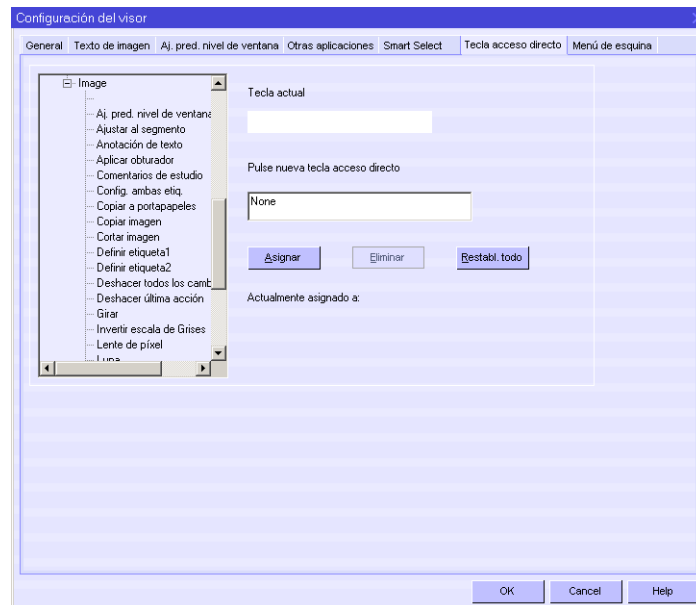 Configuración del visor
General Texto de imagen Aj. pred. nivel de ventana Otras aplicaciones Smart Select Tecla acceso directo Menú de esquina
Image
Aj. pred. nivel de ventana
Ajustar al segmento
Anotación de texto
Aplicar obturador
Comentarios de estudio
Config. ambas etiq.
Copiar a portapapeles
Copiar imagen
Cortar imagen
Definir etiqueta1
Definir etiqueta2
Deshacer todos los camb
Deshacer última acción
Girar
Invertir escala de Grises
Lente de píxel
Lupa
Tecla actual
Pulse nueva tecla acceso directo
None
Asignar Eliminar Restabl. todo
Actualmente asignado a:
OK Cancel Help